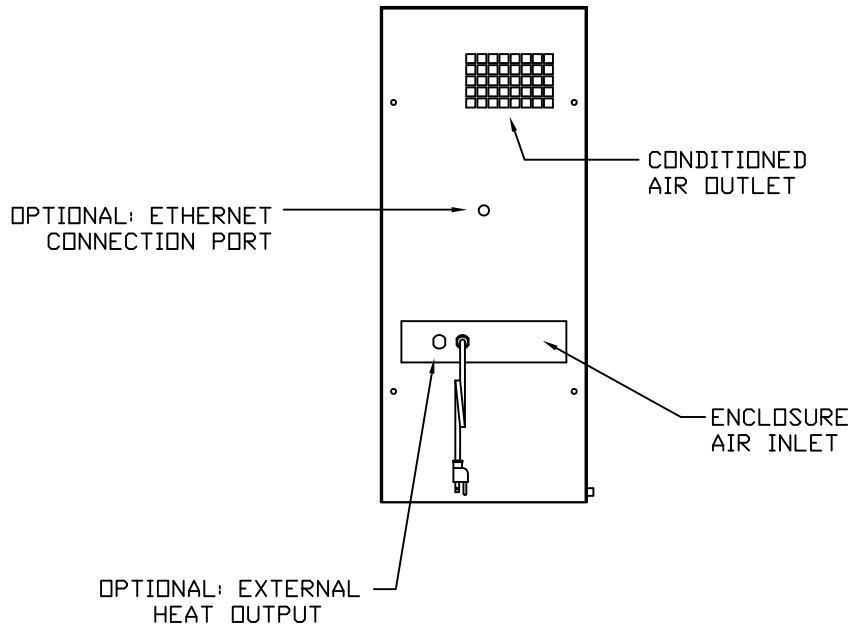 CONDITIONED
AIR OUTLET
OPTIONAL: ETHERNET
CONNECTION PORT
ENCLOSURE
AIR INLET
OPTIONAL: EXTERNAL
HEAT OUTPUT